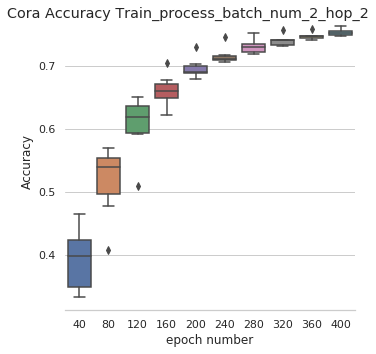 Cora Accuracy Train_process_batch_num_2_hop_2
Accuracy
0.7
0.6
0.5
0.4
40 80 120 160 200 240 280 320 360 400
epoch number